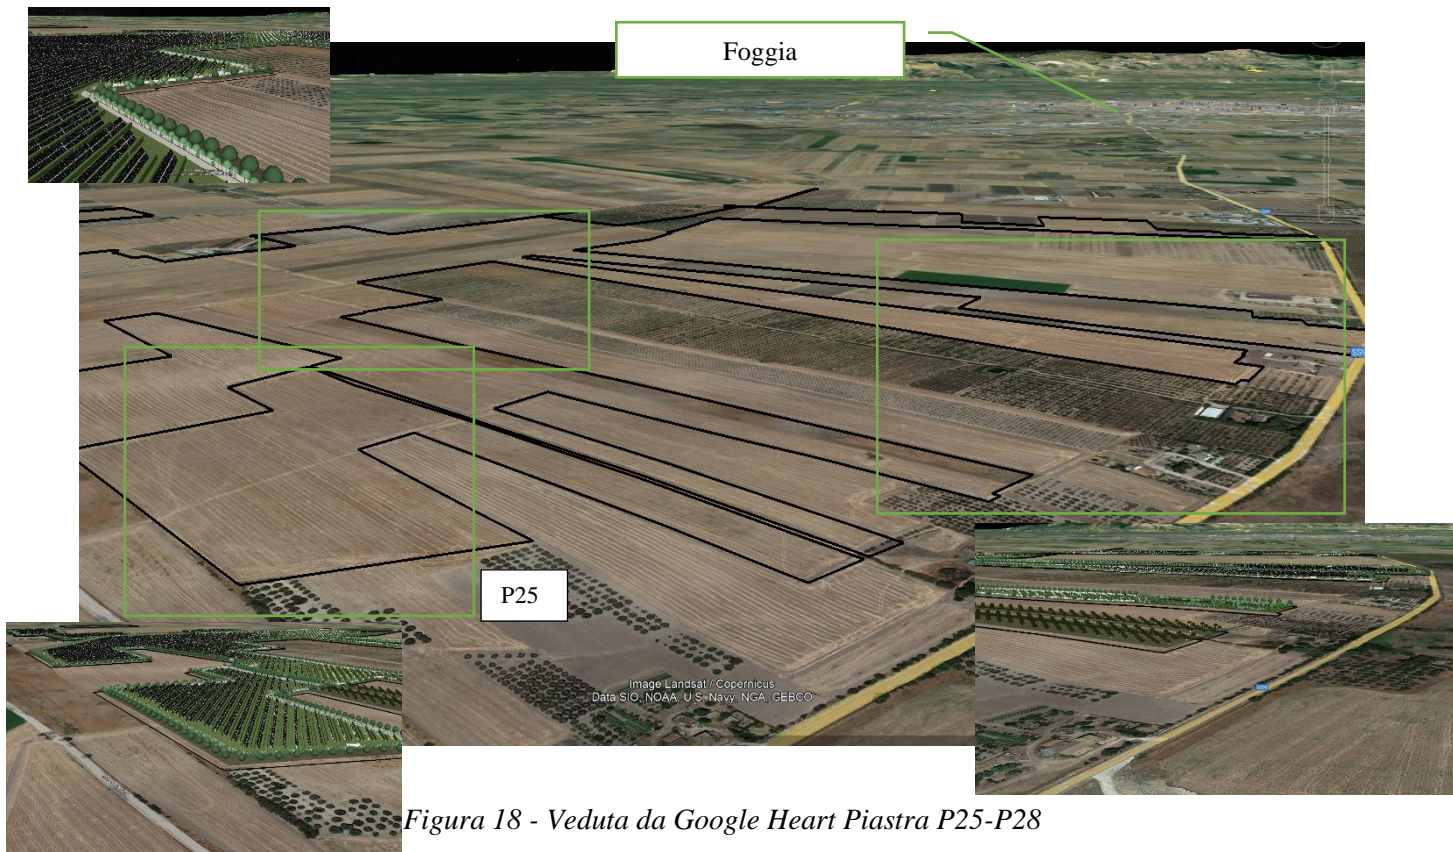 Foggia
P25
Image Landsat / Copernicus
Data SIO, NOAA, U.S. Navy, NGA, GEBCO
Figura 18 - Veduta da Google Heart Piastra P25-P28